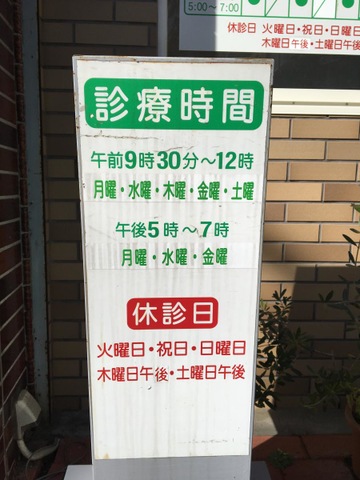 5:00～7:00
休診日 火曜日・祝日・日曜日
木曜日午後・土曜日午後
診療時間
午前9時30分～12時
月曜・水曜・木曜・金曜・土曜
午後5時～7時
月曜・水曜・金曜
休診日
火曜日・祝日・日曜日
木曜日午後・土曜日午後